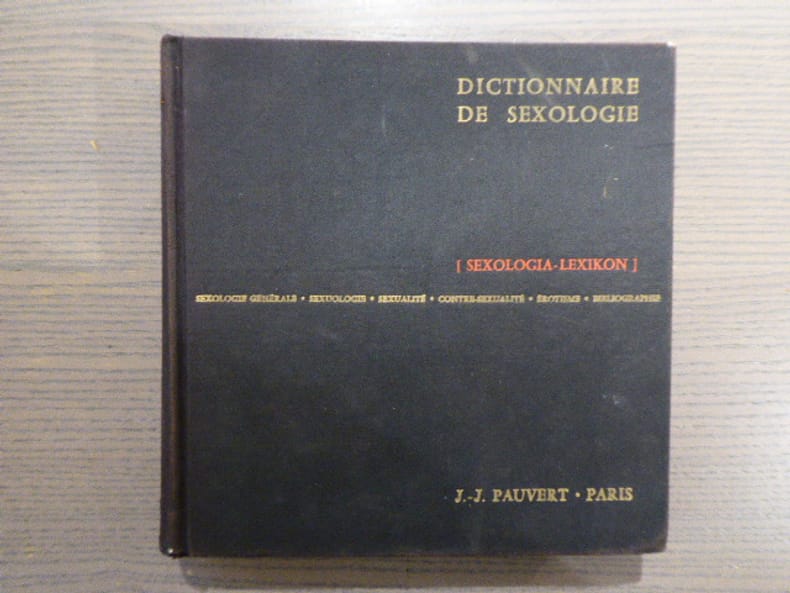 DICTIONNAIRE
DE SEXOLOGIE
[ SEXOLOGIA-LEXIKON ]
SEXOLOGIE GÉNÉRALE • SEXUOLOGIE • SEXUALITÉ • CONTRE-SEXUALITÉ • ÉROTISME • BIBLIOGRAPHIE
J.-J. PAUVERT • PARIS